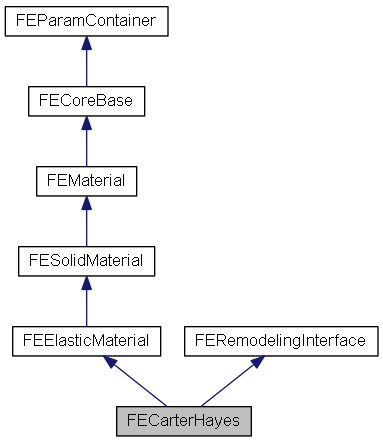 FEParamContainer
FECoreBase
FEMaterial
FESolidMaterial
FEElasticMaterial
FERemodelingInterface
FECarterHayes